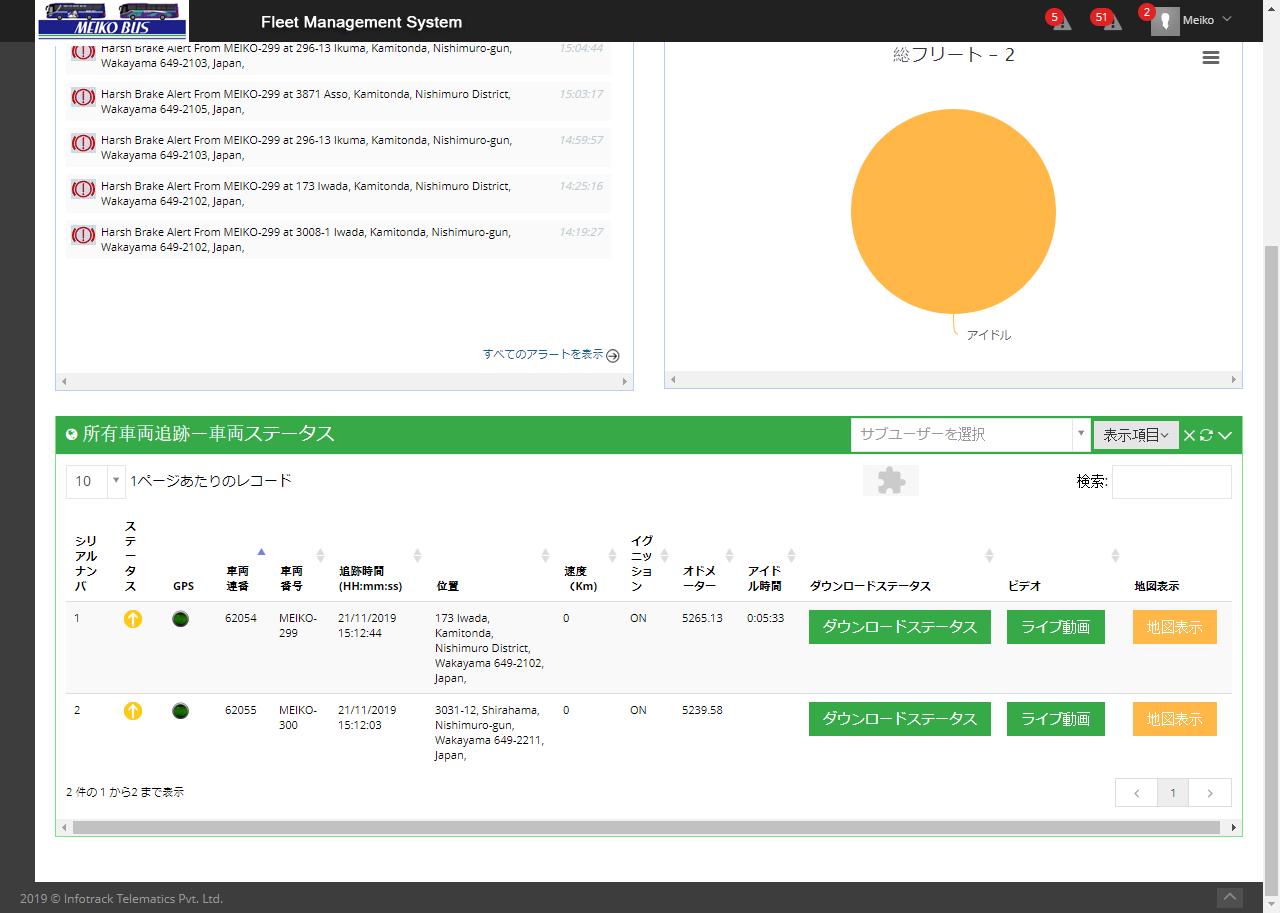 MEIKO BUS
Fleet Management System
5
51
2
Meiko
Harsh Brake Alert From MEIKO-299 at 296-13 Ikuma, Kamitonda, Nishimuro-gun,
Wakayama 649-2103, Japan,
15:04:44
Harsh Brake Alert From MEIKO-299 at 3871 Asso, Kamitonda, Nishimuro District,
Wakayama 649-2105, Japan,
15:03:17
Harsh Brake Alert From MEIKO-299 at 296-13 Ikuma, Kamitonda, Nishimuro-gun,
Wakayama 649-2103, Japan,
14:59:57
Harsh Brake Alert From MEIKO-299 at 173 Iwada, Kamitonda, Nishimuro District,
Wakayama 649-2102, Japan,
14:25:16
Harsh Brake Alert From MEIKO-299 at 3008-1 Iwada, Kamitonda, Nishimuro-gun,
Wakayama 649-2102, Japan,
14:19:27
すべてのアラートを表示
総フリート – 2
アイドル
所有車両追跡ー車両ステータス
サブユーザーを選択
表示項目
10
1ページあたりのレコード
検索:
シリ
アル
ナン
バ
ス
テ
ー
タ
ス
GPS
車両
連番
車両
番号
追跡時間
(HH:mm:ss)
位置
速度
(Km)
イグ
ニッ
ショ
ン
オドメ
ーター
アイド
ル時間
ダウンロードステータス
ビデオ
地図表示
1
62054
MEIKO-
299
21/11/2019
15:12:44
173 Iwada,
Kamitonda,
Nishimuro District,
Wakayama 649-2102,
Japan,
0
ON
5265.13
0:05:33
ダウンロードステータス
ライブ動画
地図表示
2
62055
MEIKO-
300
21/11/2019
15:12:03
3031-12, Shirahama,
Nishimuro-gun,
Wakayama 649-2211,
Japan,
0
ON
5239.58
ダウンロードステータス
ライブ動画
地図表示
2 件の 1 から2 まで表示
1
2019 © Infotrack Telematics Pvt. Ltd.